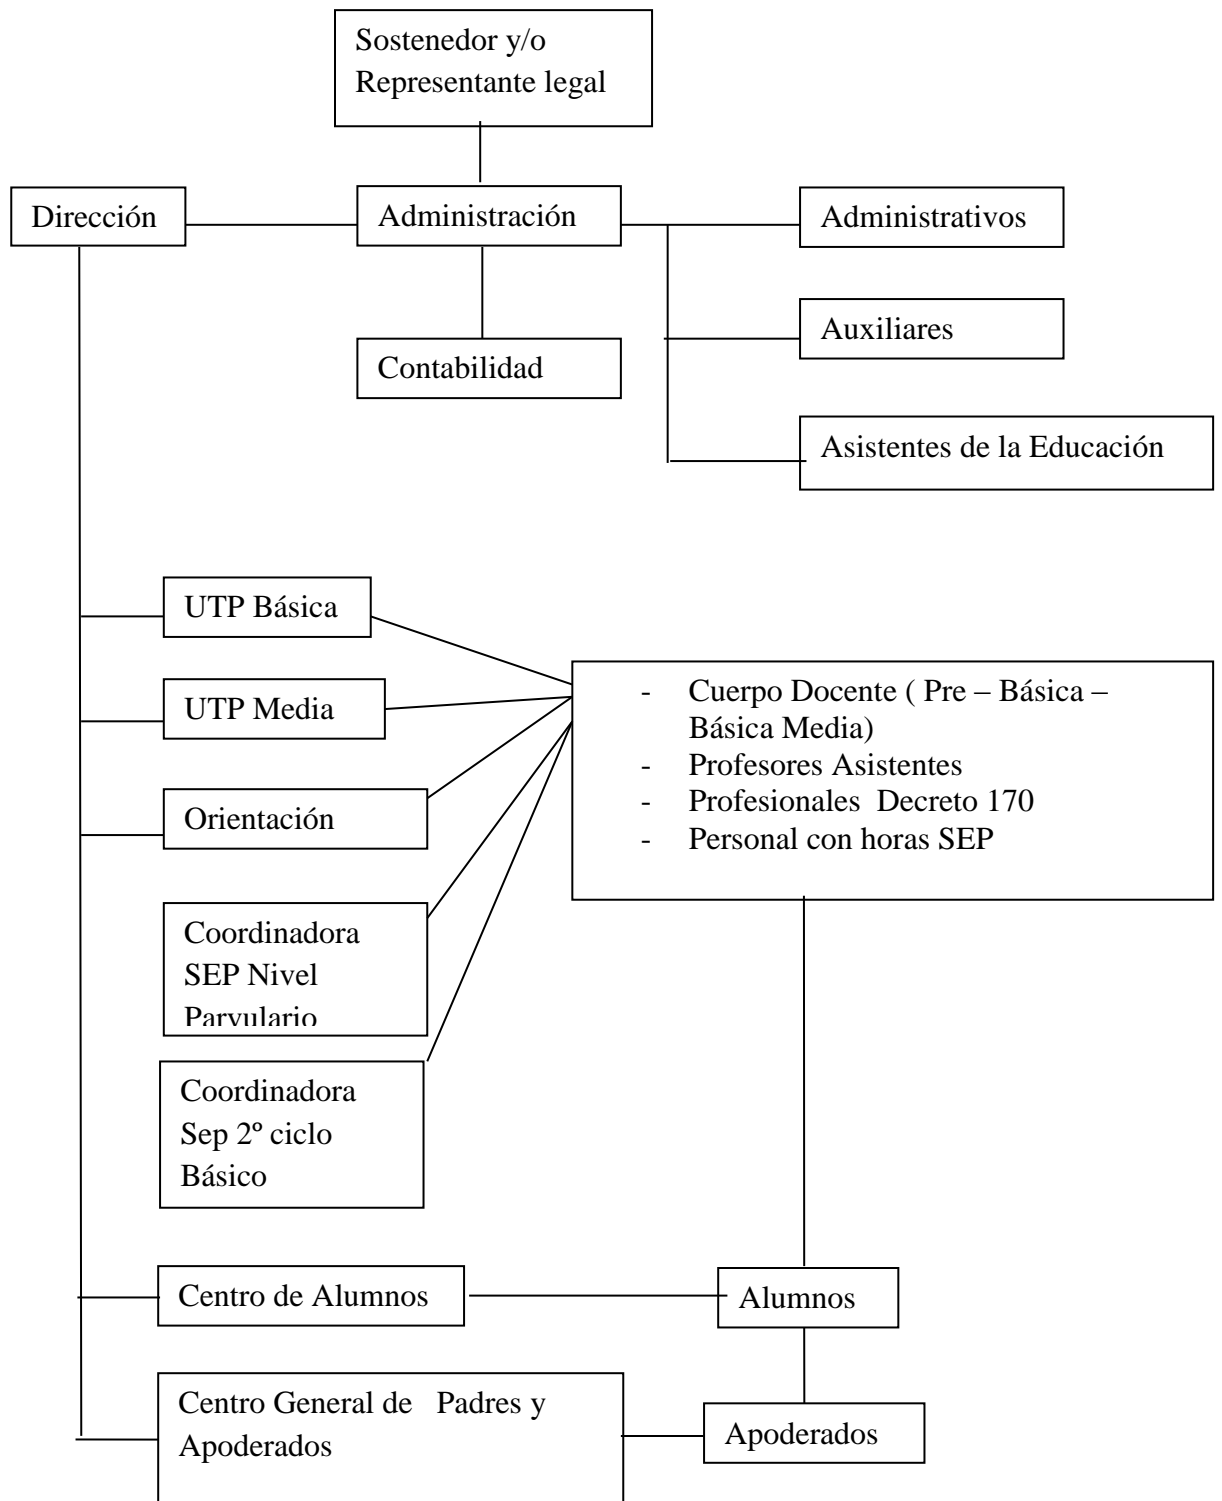 Sostenedor y/o
Representante legal
Dirección
Administración
Administrativos
Auxiliares
Contabilidad
Asistentes de la Educación
UTP Básica
UTP Media
- Cuerpo Docente ( Pre – Básica –
Básica Media)
- Profesores Asistentes
- Profesionales Decreto 170
- Personal con horas SEP
Orientación
Coordinadora
SEP Nivel
Parvulario
Coordinadora
Sep 2º ciclo
Básico
Centro de Alumnos
Alumnos
Centro General de Padres y
Apoderados
Apoderados